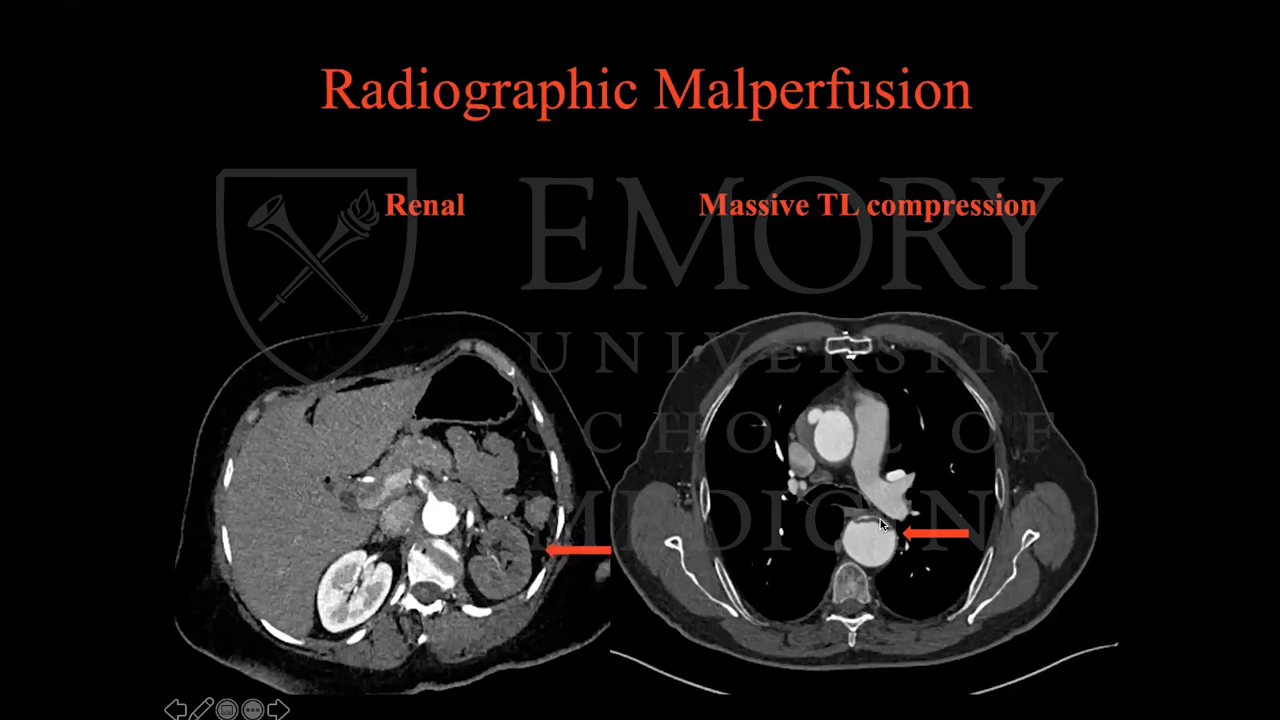 Radiographic Malperfusion
Renal
Massive TL compression
EMORY
UNIVERSITY
SCHOOL OF
MEDICINE